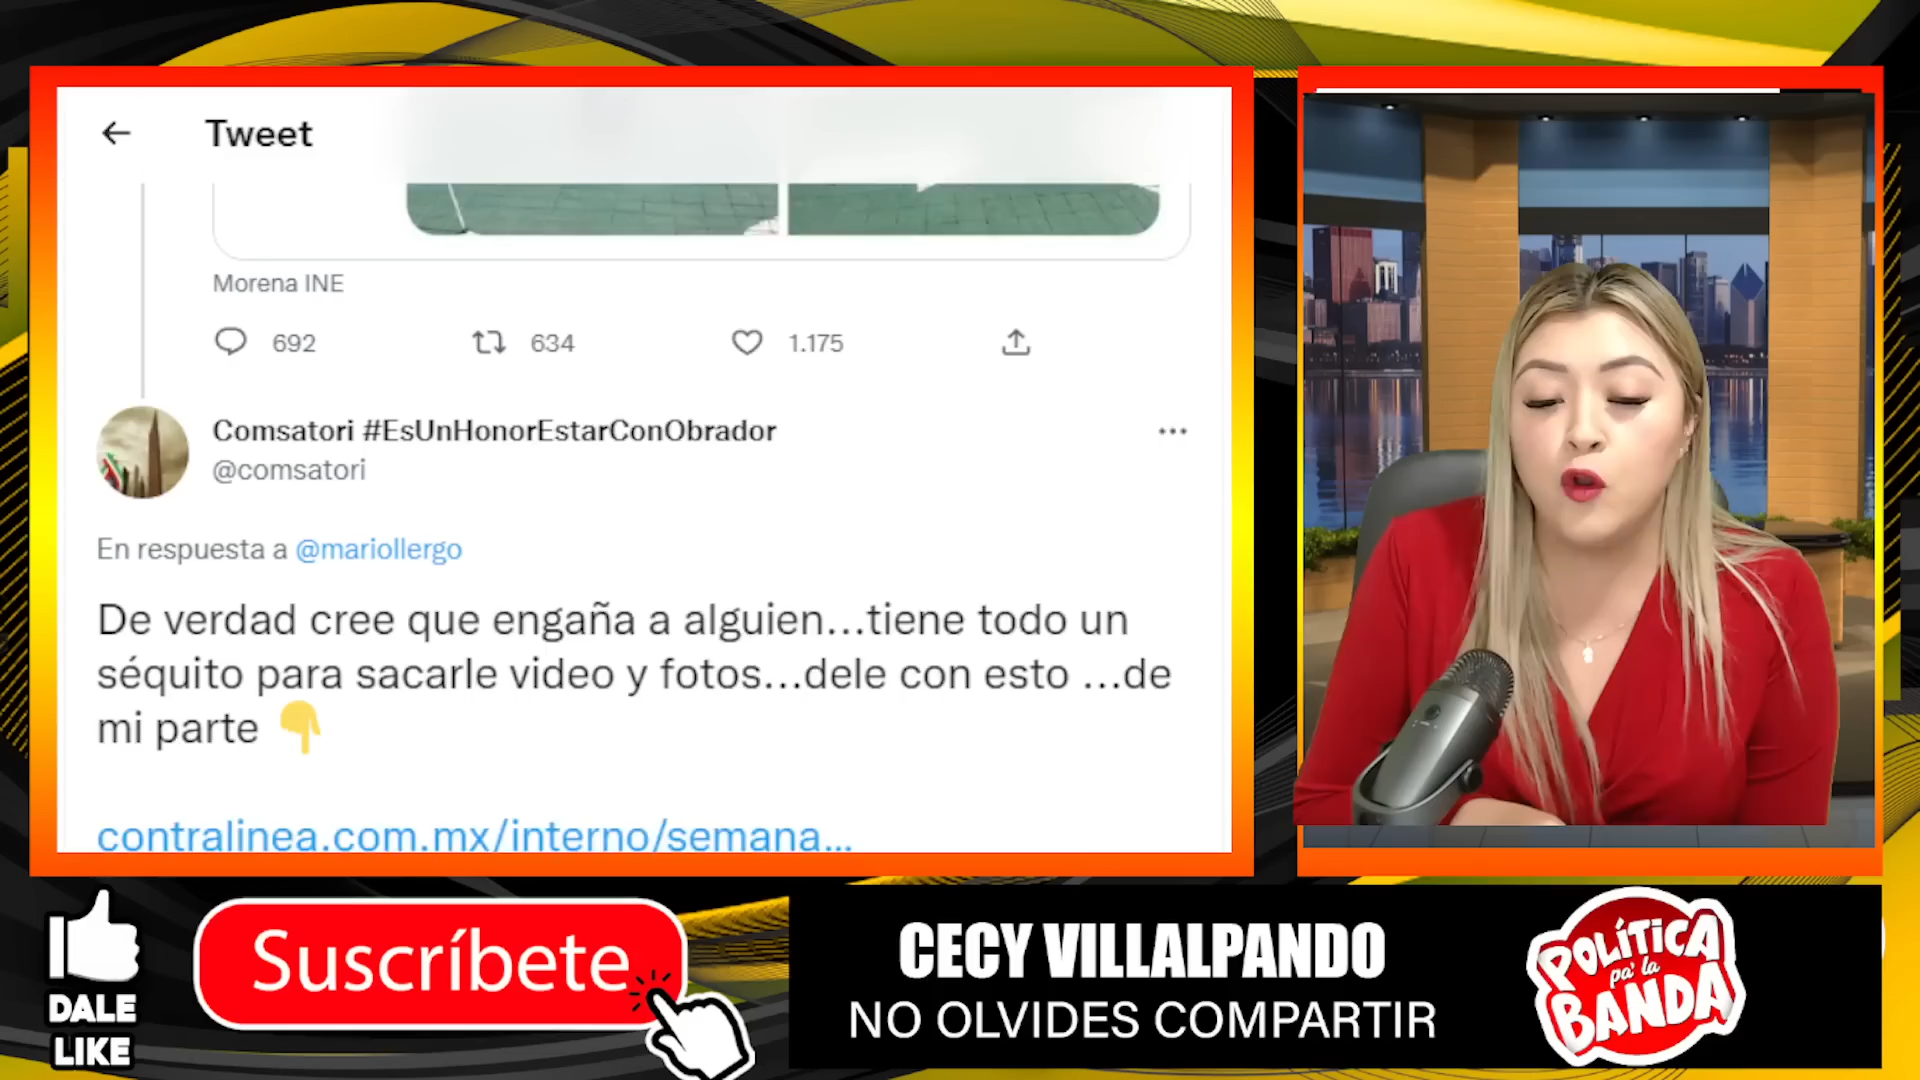 Tweet
Morena INE
692
634
1.175
Comsatori #EsUnHonorEstarConObrador
@comsatori
En respuesta a @mariollergo
De verdad cree que engaña a alguien...tiene todo un
séquito para sacarle video y fotos...dele con esto ...de
mi parte 👇
contralinea.com.mx/interno/semana...
DALE
LIKE
Suscríbete
CECY VILLALPANDO
NO OLVIDES COMPARTIR
POLÍTICA
pa' la
BANDA